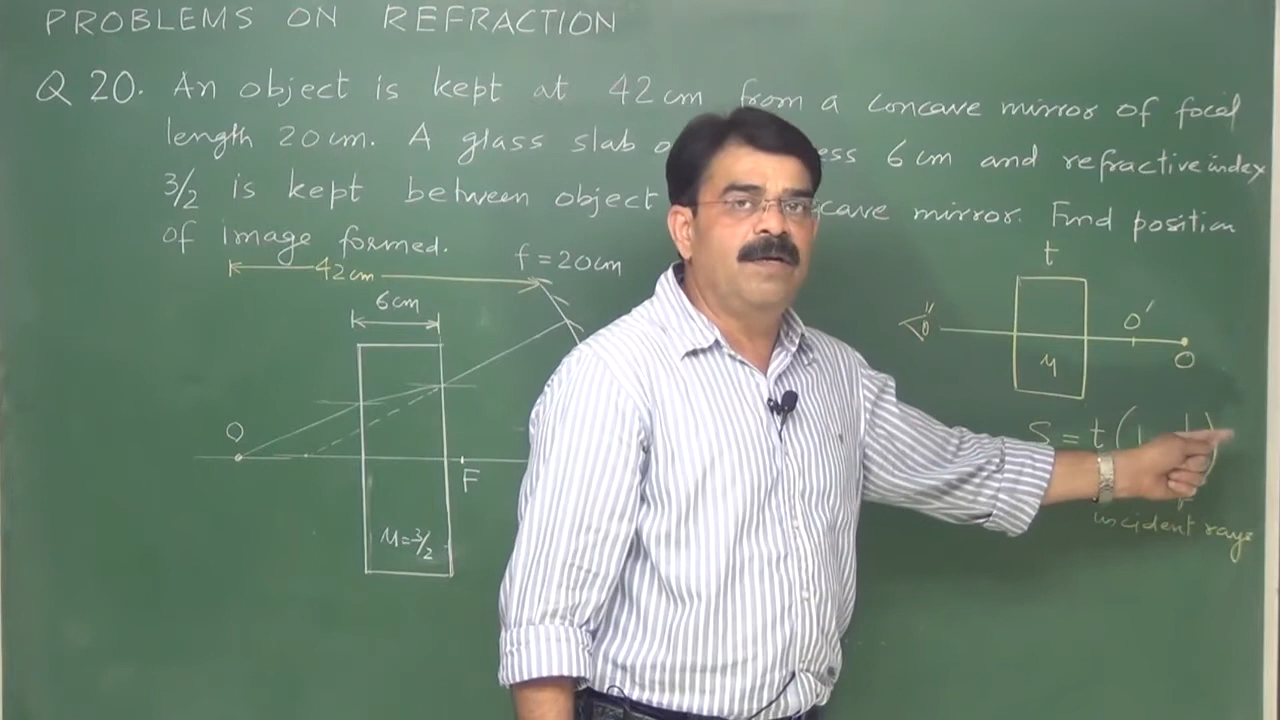 PROBLEMS ON REFRACTION
Q 20. An object is kept at 42 cm from a concave mirror of focal
length 20 cm. A glass slab ess 6 cm and refractive index
3/2 is kept between object cave mirror. Find position
of image formed.
42 cm
f = 20 cm
6 cm
O
F
μ = 3/2
t
O'
O
μ
S = t (1
incident rays